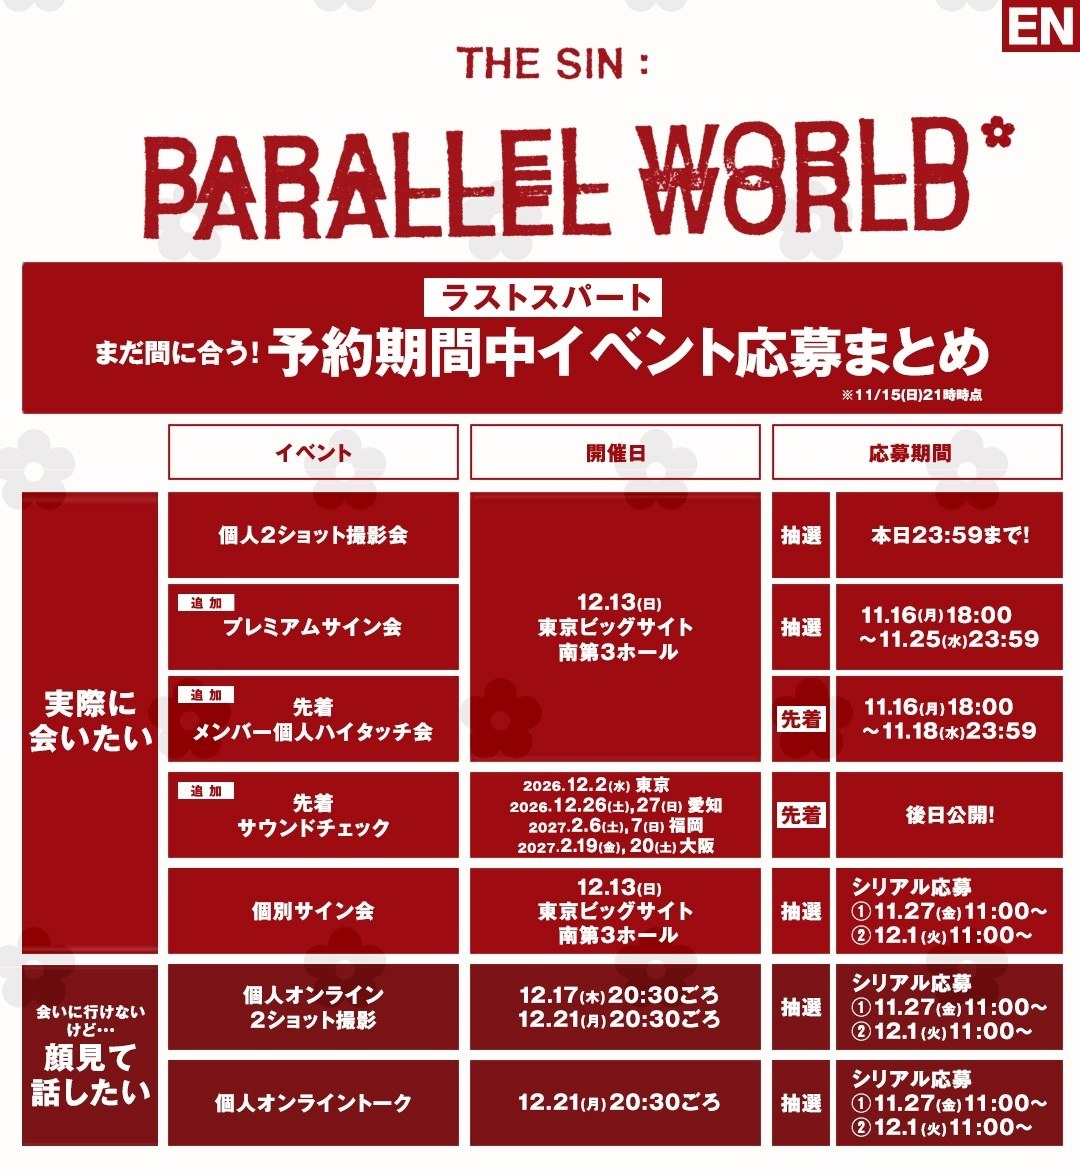 EN
THE SIN :
PARALLEL WORLD*
ラストスパート
まだ間に合う!予約期間中イベント応募まとめ
※11/15(日)21時時点
イベント
開催日
応募期間
実際に
会いたい
個人2ショット撮影会
12.13(日)
東京ビッグサイト
南第3ホール
抽選
本日23:59まで!
追加
プレミアムサイン会
抽選
11.16(月)18:00
〜11.25(水)23:59
追加
先着
メンバー個人ハイタッチ会
先着
11.16(月)18:00
〜11.18(水)23:59
追加
先着
サウンドチェック
2026.12.2(水) 東京
2026.12.26(土),27(日) 愛知
2027.2.6(土),7(日) 福岡
2027.2.19(金), 20(土) 大阪
先着
後日公開!
個別サイン会
12.13(日)
東京ビッグサイト
南第3ホール
抽選
シリアル応募
①11.27(金)11:00〜
②12.1(火)11:00〜
会いに行けない
けど…
顔見て
話したい
個人オンライン
2ショット撮影
12.17(木)20:30ごろ
12.21(月)20:30ごろ
抽選
シリアル応募
①11.27(金)11:00〜
②12.1(火)11:00〜
個人オンライントーク
12.21(月)20:30ごろ
抽選
シリアル応募
①11.27(金)11:00〜
②12.1(火)11:00〜